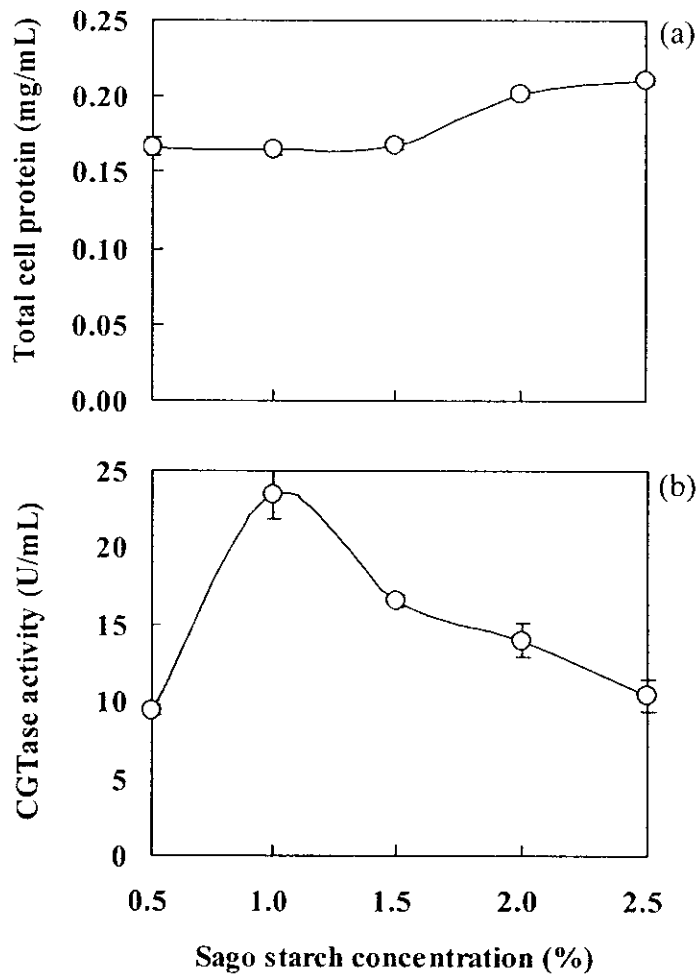 (a)
Total cell protein (mg/mL)
0.25
0.20
0.15
0.10
0.05
0.00
(b)
CGTase activity (U/mL)
25
20
15
10
5
0
0.5 1.0 1.5 2.0 2.5
Sago starch concentration (%)